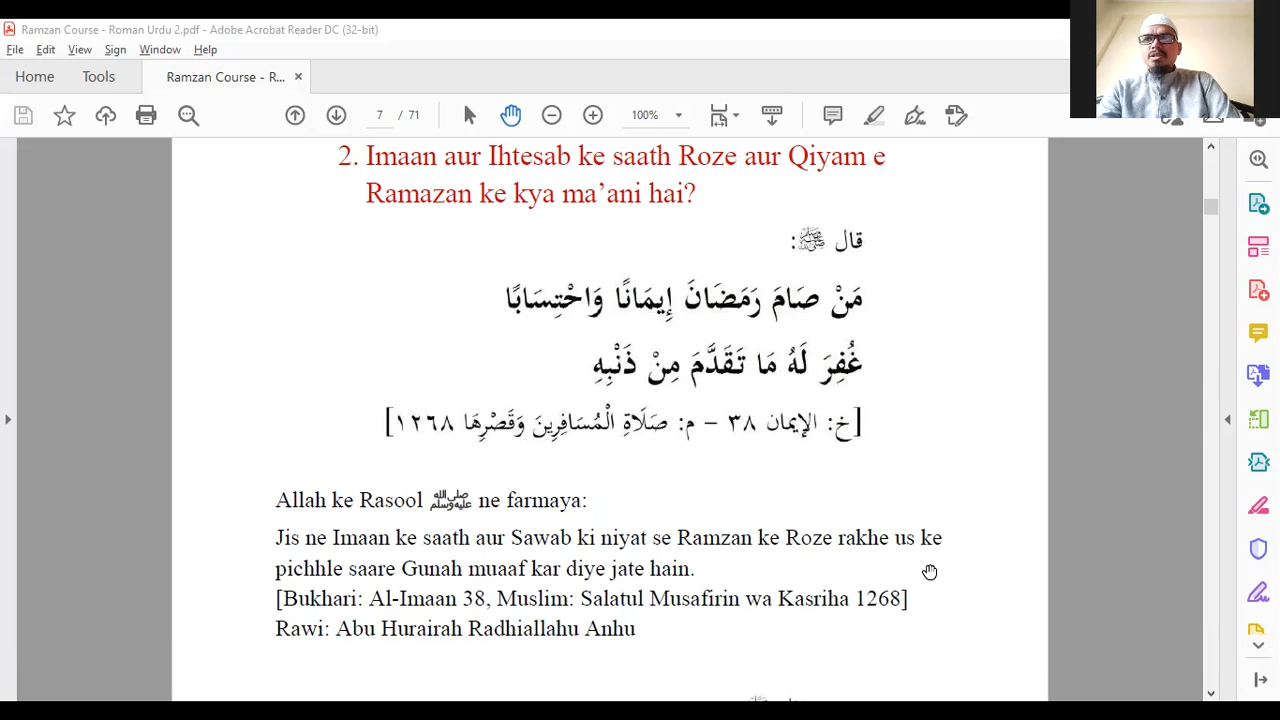 Ramzan Course - Roman Urdu 2.pdf - Adobe Acrobat Reader DC (32-bit)
File Edit View Sign Window Help
Home Tools Ramzan Course - R... ×
7 / 71 100%
2. Imaan aur Ihtesab ke saath Roze aur Qiyam e
Ramazan ke kya ma’ani hai?
قال ﷺ:
مَنْ صَامَ رَمَضَانَ إِيمَانًا وَاحْتِسَابًا
غُفِرَ لَهُ مَا تَقَدَّمَ مِنْ ذَنْبِهِ
[خ: الإيمان ٣٨ – م: صَلَاةِ الْمُسَافِرِينَ وَقَصْرِهَا ١٢٦٨]
Allah ke Rasool ﷺ ne farmaya:
Jis ne Imaan ke saath aur Sawab ki niyat se Ramzan ke Roze rakhe us ke
pichhle saare Gunah muaaf kar diye jate hain.
[Bukhari: Al-Imaan 38, Muslim: Salatul Musafirin wa Kasriha 1268]
Rawi: Abu Hurairah Radhiallahu Anhu